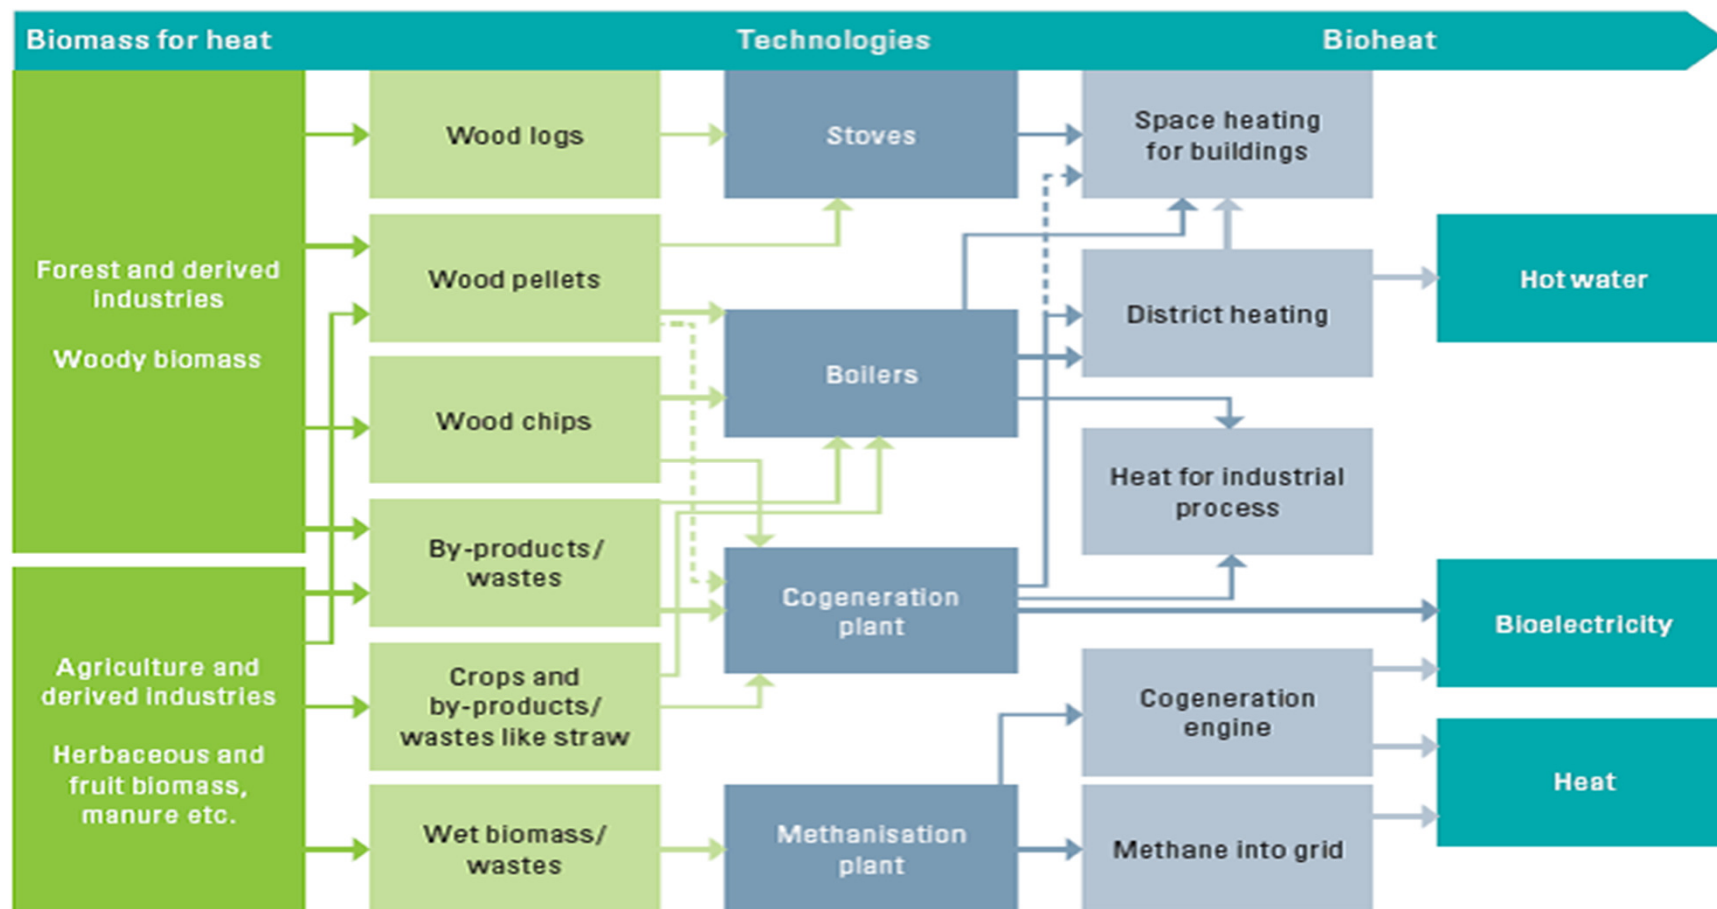 Biomass for heat
Technologies
Bioheat
Forest and derived
industries
Woody biomass
Agriculture and
derived industries
Herbaceous and
fruit biomass,
manure etc.
Wood logs
Wood pellets
Wood chips
By-products/
wastes
Crops and
by-products/
wastes like straw
Wet biomass/
wastes
Stoves
Boilers
Cogeneration
plant
Methanisation
plant
Space heating
for buildings
District heating
Heat for industrial
process
Cogeneration
engine
Methane into grid
Hot water
Bioelectricity
Heat